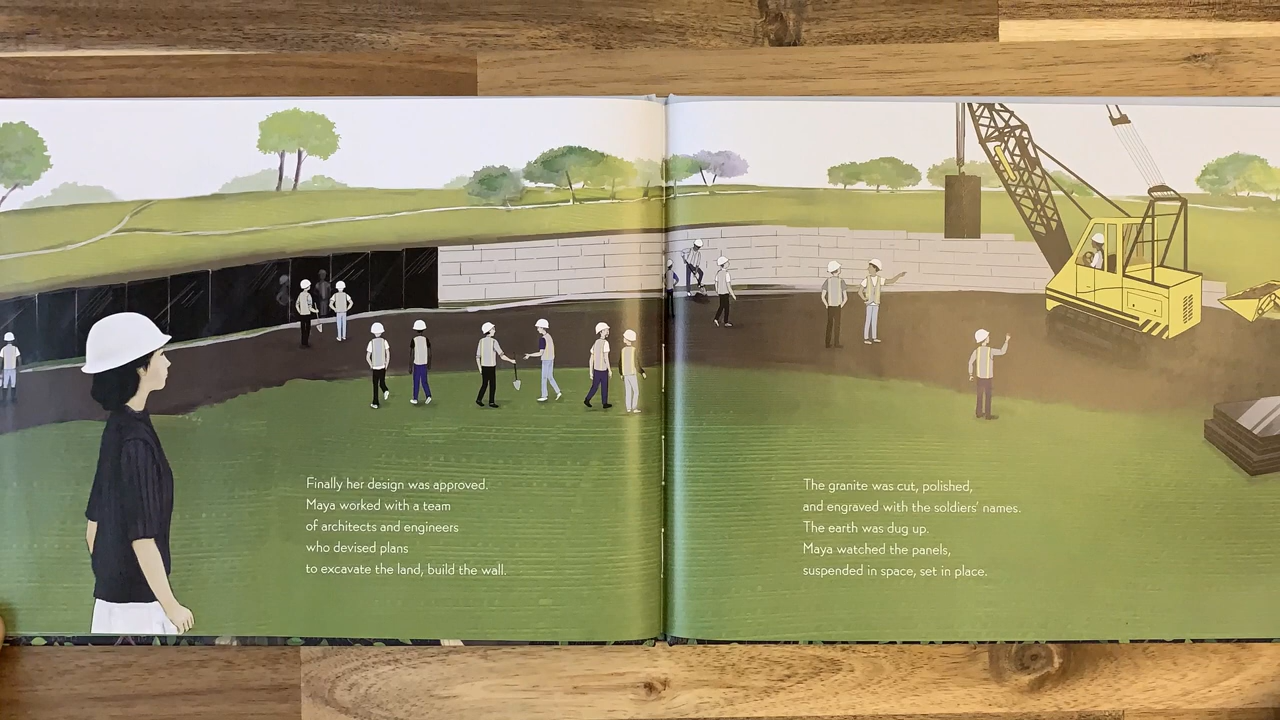 Finally her design was approved.
Maya worked with a team
of architects and engineers
who devised plans
to excavate the land, build the wall.
The granite was cut, polished,
and engraved with the soldiers' names.
The earth was dug up.
Maya watched the panels,
suspended in space, set in place.